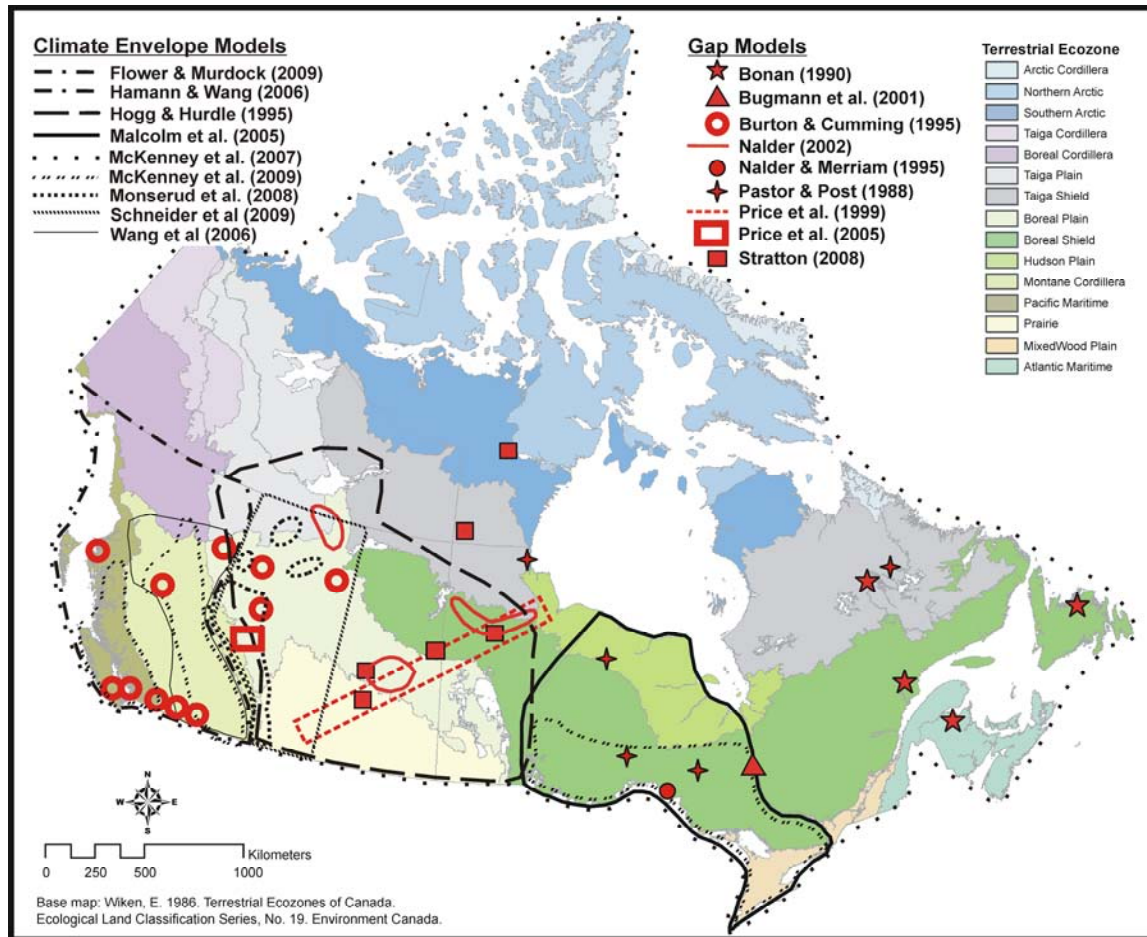 Climate Envelope Models
Flower & Murdock (2009)
Hamann & Wang (2006)
Hogg & Hurdle (1995)
Malcolm et al. (2005)
McKenney et al. (2007)
McKenney et al. (2009)
Monserud et al. (2008)
Schneider et al (2009)
Wang et al (2006)
Gap Models
Bonan (1990)
Bugmann et al. (2001)
Burton & Cumming (1995)
Nalder (2002)
Nalder & Merriam (1995)
Pastor & Post (1988)
Price et al. (1999)
Price et al. (2005)
Stratton (2008)
Terrestrial Ecozone
Arctic Cordillera
Northern Arctic
Southern Arctic
Taiga Cordillera
Boreal Cordillera
Taiga Plain
Taiga Shield
Boreal Plain
Boreal Shield
Hudson Plain
Montane Cordillera
Pacific Maritime
Prairie
MixedWood Plain
Atlantic Maritime
N
W E
S
Kilometers
0 250 500 1000
Base map: Wiken, E. 1986. Terrestrial Ecozones of Canada.
Ecological Land Classification Series, No. 19. Environment Canada.